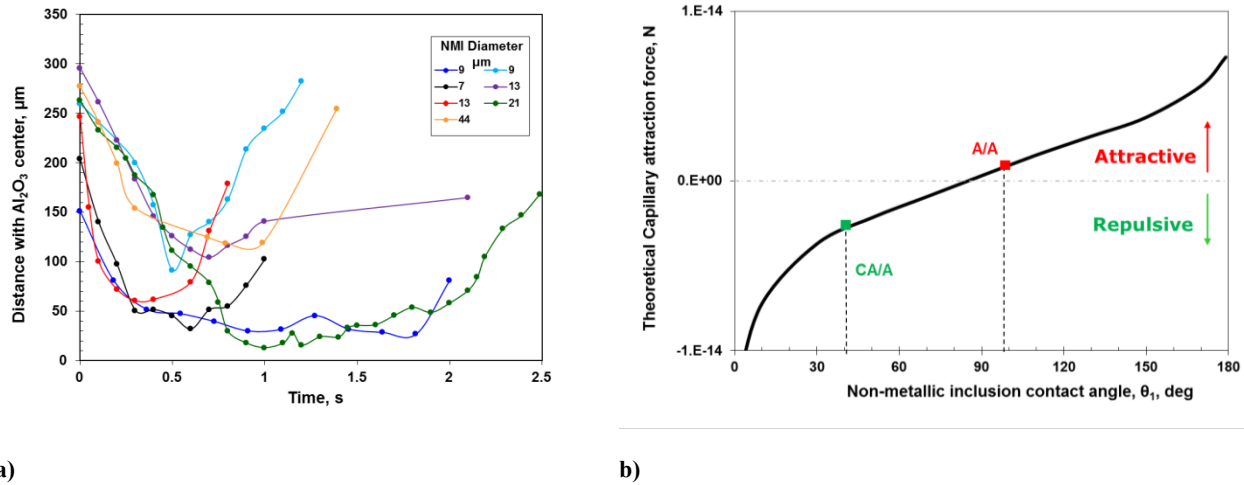 350
300
250
200
150
100
50
0
0
0.5
1
1.5
2
2.5
Distance with Al₂O₃ center, µm
Time, s
NMI Diameter
µm
9
9
7
13
13
21
44
a)
1.E-14
0.E+00
-1.E-14
0
30
60
90
120
150
180
Theoretical Capillary attraction force, N
Non-metallic inclusion contact angle, θ₁, deg
A/A
CA/A
Attractive
Repulsive
b)